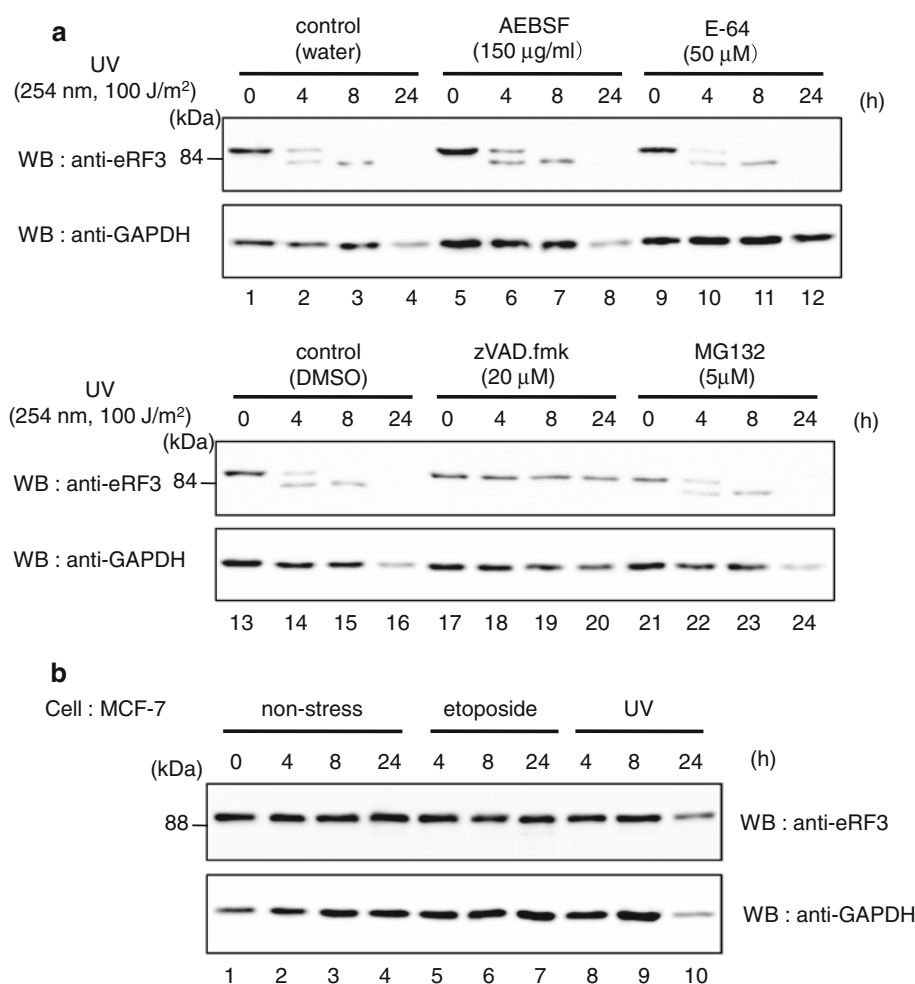 a
control AEBSF E-64
(water) (150 μg/ml) (50 μM)
UV
(254 nm, 100 J/m²) 0 4 8 24 0 4 8 24 0 4 8 24 (h)
(kDa)
WB : anti-eRF3 84
WB : anti-GAPDH
1 2 3 4 5 6 7 8 9 10 11 12
control zVAD.fmk MG132
(DMSO) (20 μM) (5μM)
UV
(254 nm, 100 J/m²) 0 4 8 24 0 4 8 24 0 4 8 24 (h)
(kDa)
WB : anti-eRF3 84
WB : anti-GAPDH
13 14 15 16 17 18 19 20 21 22 23 24
b
Cell : MCF-7 non-stress etoposide UV
0 4 8 24 4 8 24 4 8 24 (h)
(kDa)
88 WB : anti-eRF3
WB : anti-GAPDH
1 2 3 4 5 6 7 8 9 10